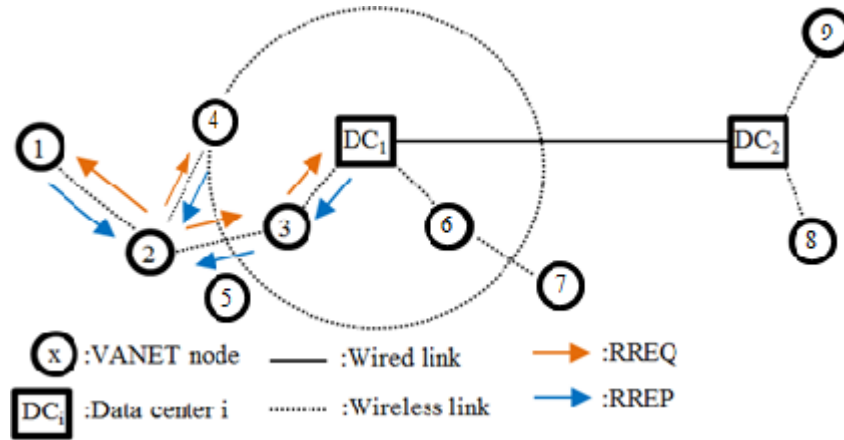 9
4
1
DC1
DC2
3
6
2
8
5
7
x :VANET node
:Wired link
:RREQ
DCi :Data center i
:Wireless link
:RREP